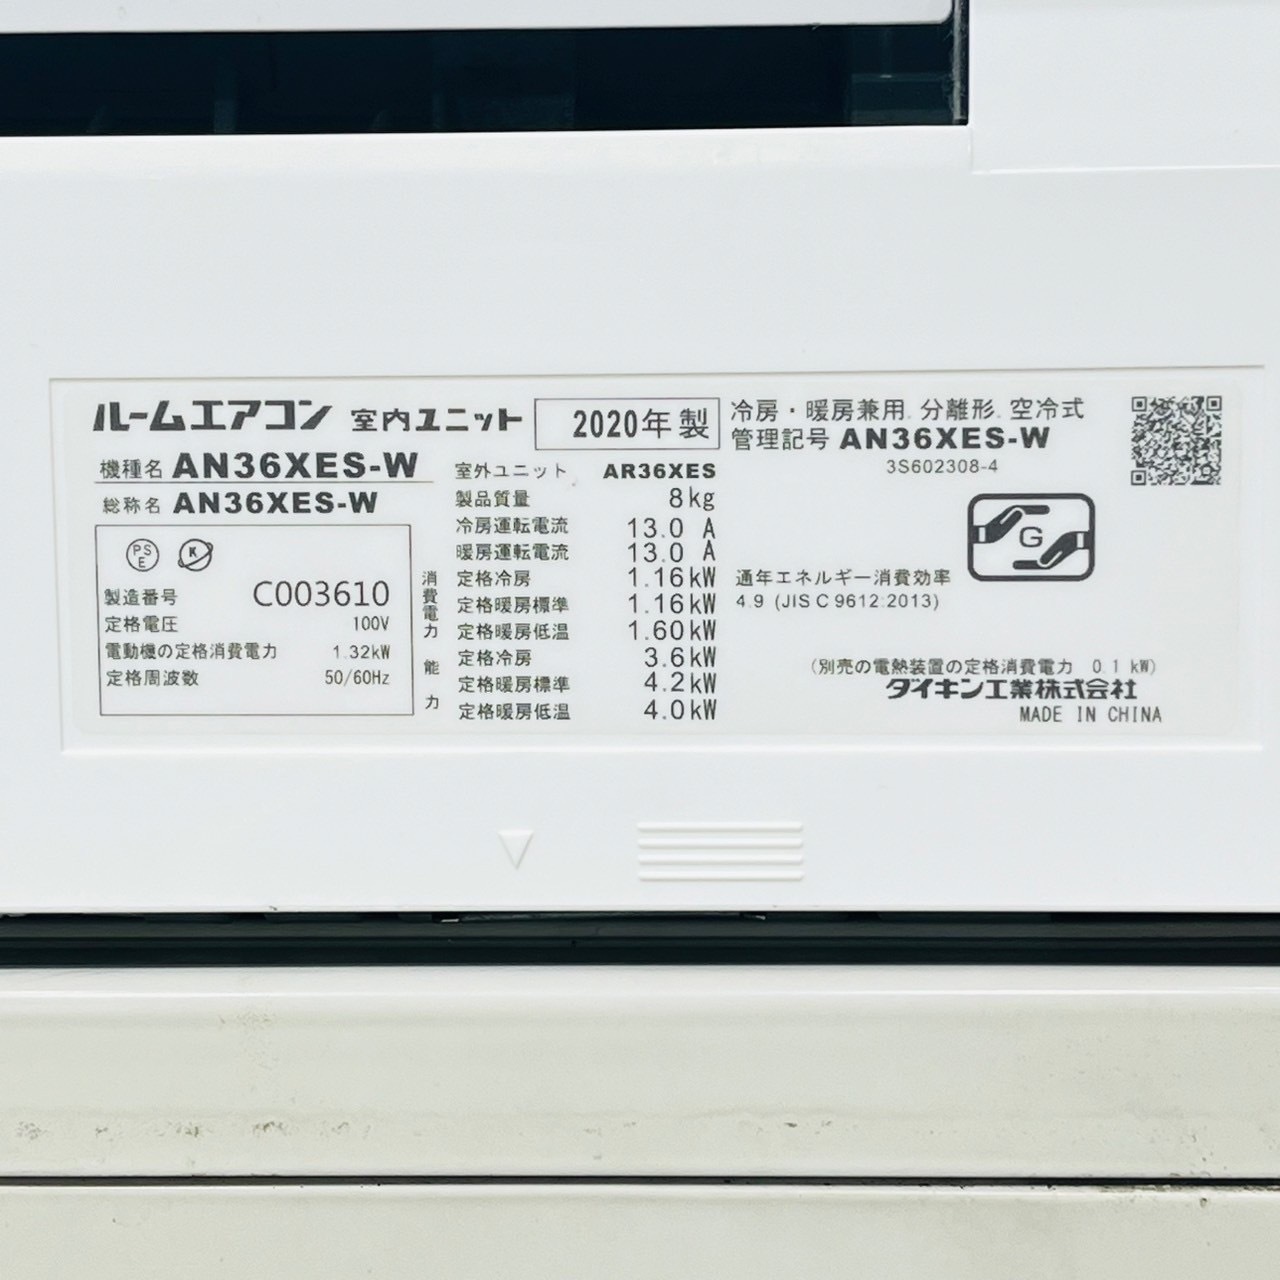 ルームエアコン 室内ユニット 2020年製
機種名 AN36XES-W
総称名 AN36XES-W
PS
E
K
製造番号 C003610
定格電圧 100V
電動機の定格消費電力 1.32kW
定格周波数 50/60Hz
室外ユニット AR36XES
製品質量 8kg
冷房運転電流 13.0 A
暖房運転電流 13.0 A
消費電力
定格冷房 1.16kW
定格暖房標準 1.16kW
定格暖房低温 1.60kW
能力
定格冷房 3.6kW
定格暖房標準 4.2kW
定格暖房低温 4.0kW
冷房・暖房兼用. 分離形. 空冷式
管理記号 AN36XES-W
3S602308-4
G
通年エネルギー消費効率
4.9 (JIS C 9612:2013)
(別売の電熱装置の定格消費電力 0.1 kW)
ダイキン工業株式会社
MADE IN CHINA